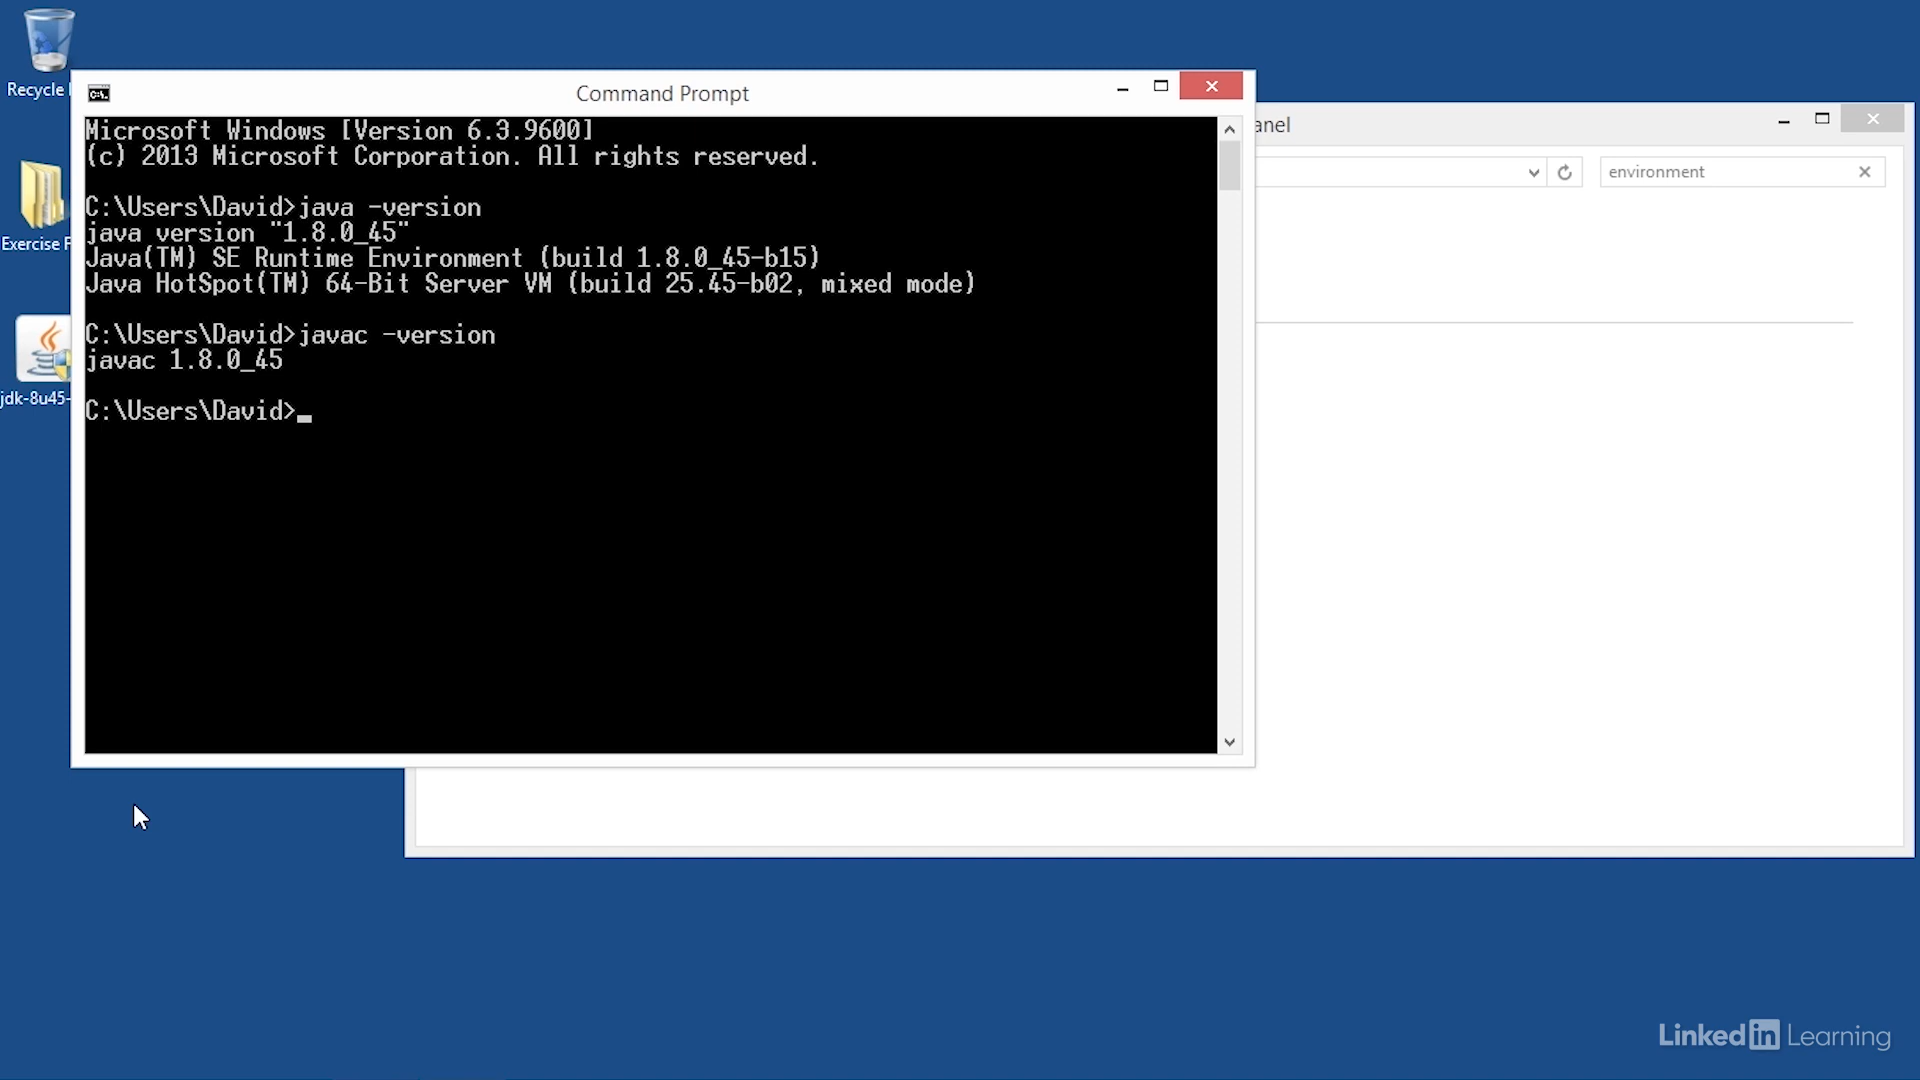 Recycle
Command Prompt
Microsoft Windows [Version 6.3.9600]
(c) 2013 Microsoft Corporation. All rights reserved.
C:\Users\David>java -version
java version "1.8.0_45"
Java(TM) SE Runtime Environment (build 1.8.0_45-b15)
Java HotSpot(TM) 64-Bit Server VM (build 25.45-b02, mixed mode)
C:\Users\David>javac -version
javac 1.8.0_45
C:\Users\David>_
anel
environment
Exercise F
jdk-8u45-
C:\.
LinkedIn Learning